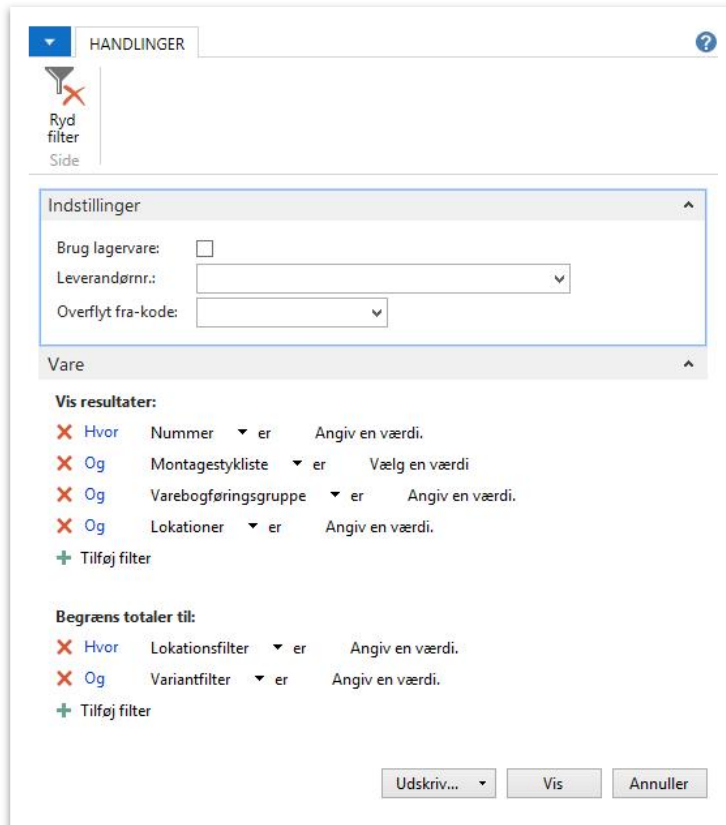 HANDLINGER
Ryd
filter
Side
Indstillinger
Brug lagervare:
Leverandørnr.:
Overflyt fra-kode:
Vare
Vis resultater:
Hvor Nummer er Angiv en værdi.
Og Montagestykliste er Vælg en værdi
Og Varebogføringsgruppe er Angiv en værdi.
Og Lokationer er Angiv en værdi.
Tilføj filter
Begræns totaler til:
Hvor Lokationsfilter er Angiv en værdi.
Og Variantfilter er Angiv en værdi.
Tilføj filter
Udskriv... Vis Annuller